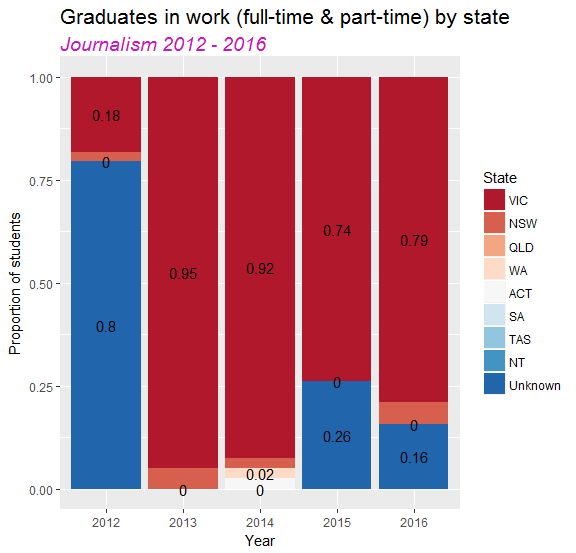 Graduates in work (full-time & part-time) by state
Journalism 2012 - 2016
Proportion of students
1.00
0.75
0.50
0.25
0.00
0.18
0
0.8
0.95
0
0.92
0.02
0
0.74
0
0.26
0.79
0
0.16
2012 2013 2014 2015 2016
Year
State
VIC
NSW
QLD
WA
ACT
SA
TAS
NT
Unknown